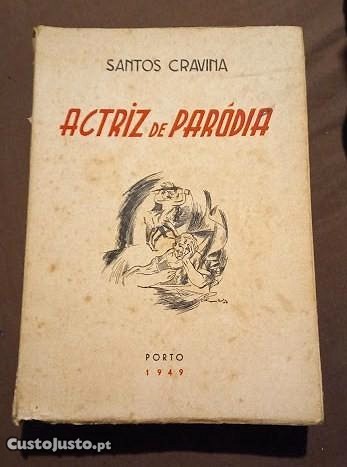 SANTOS CRAVINA
ACTRIZ DE PARÓDIA
PORTO
1949
CustoJusto.pt